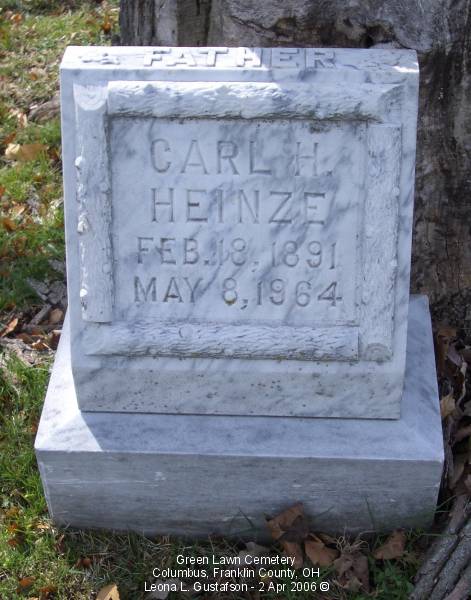 FATHER
CARL H.
HEINZE
FEB. 18, 1891
MAY 8, 1964
Green Lawn Cemetery
Columbus, Franklin County, OH
Leona L. Gustafson - 2 Apr 2006 ©